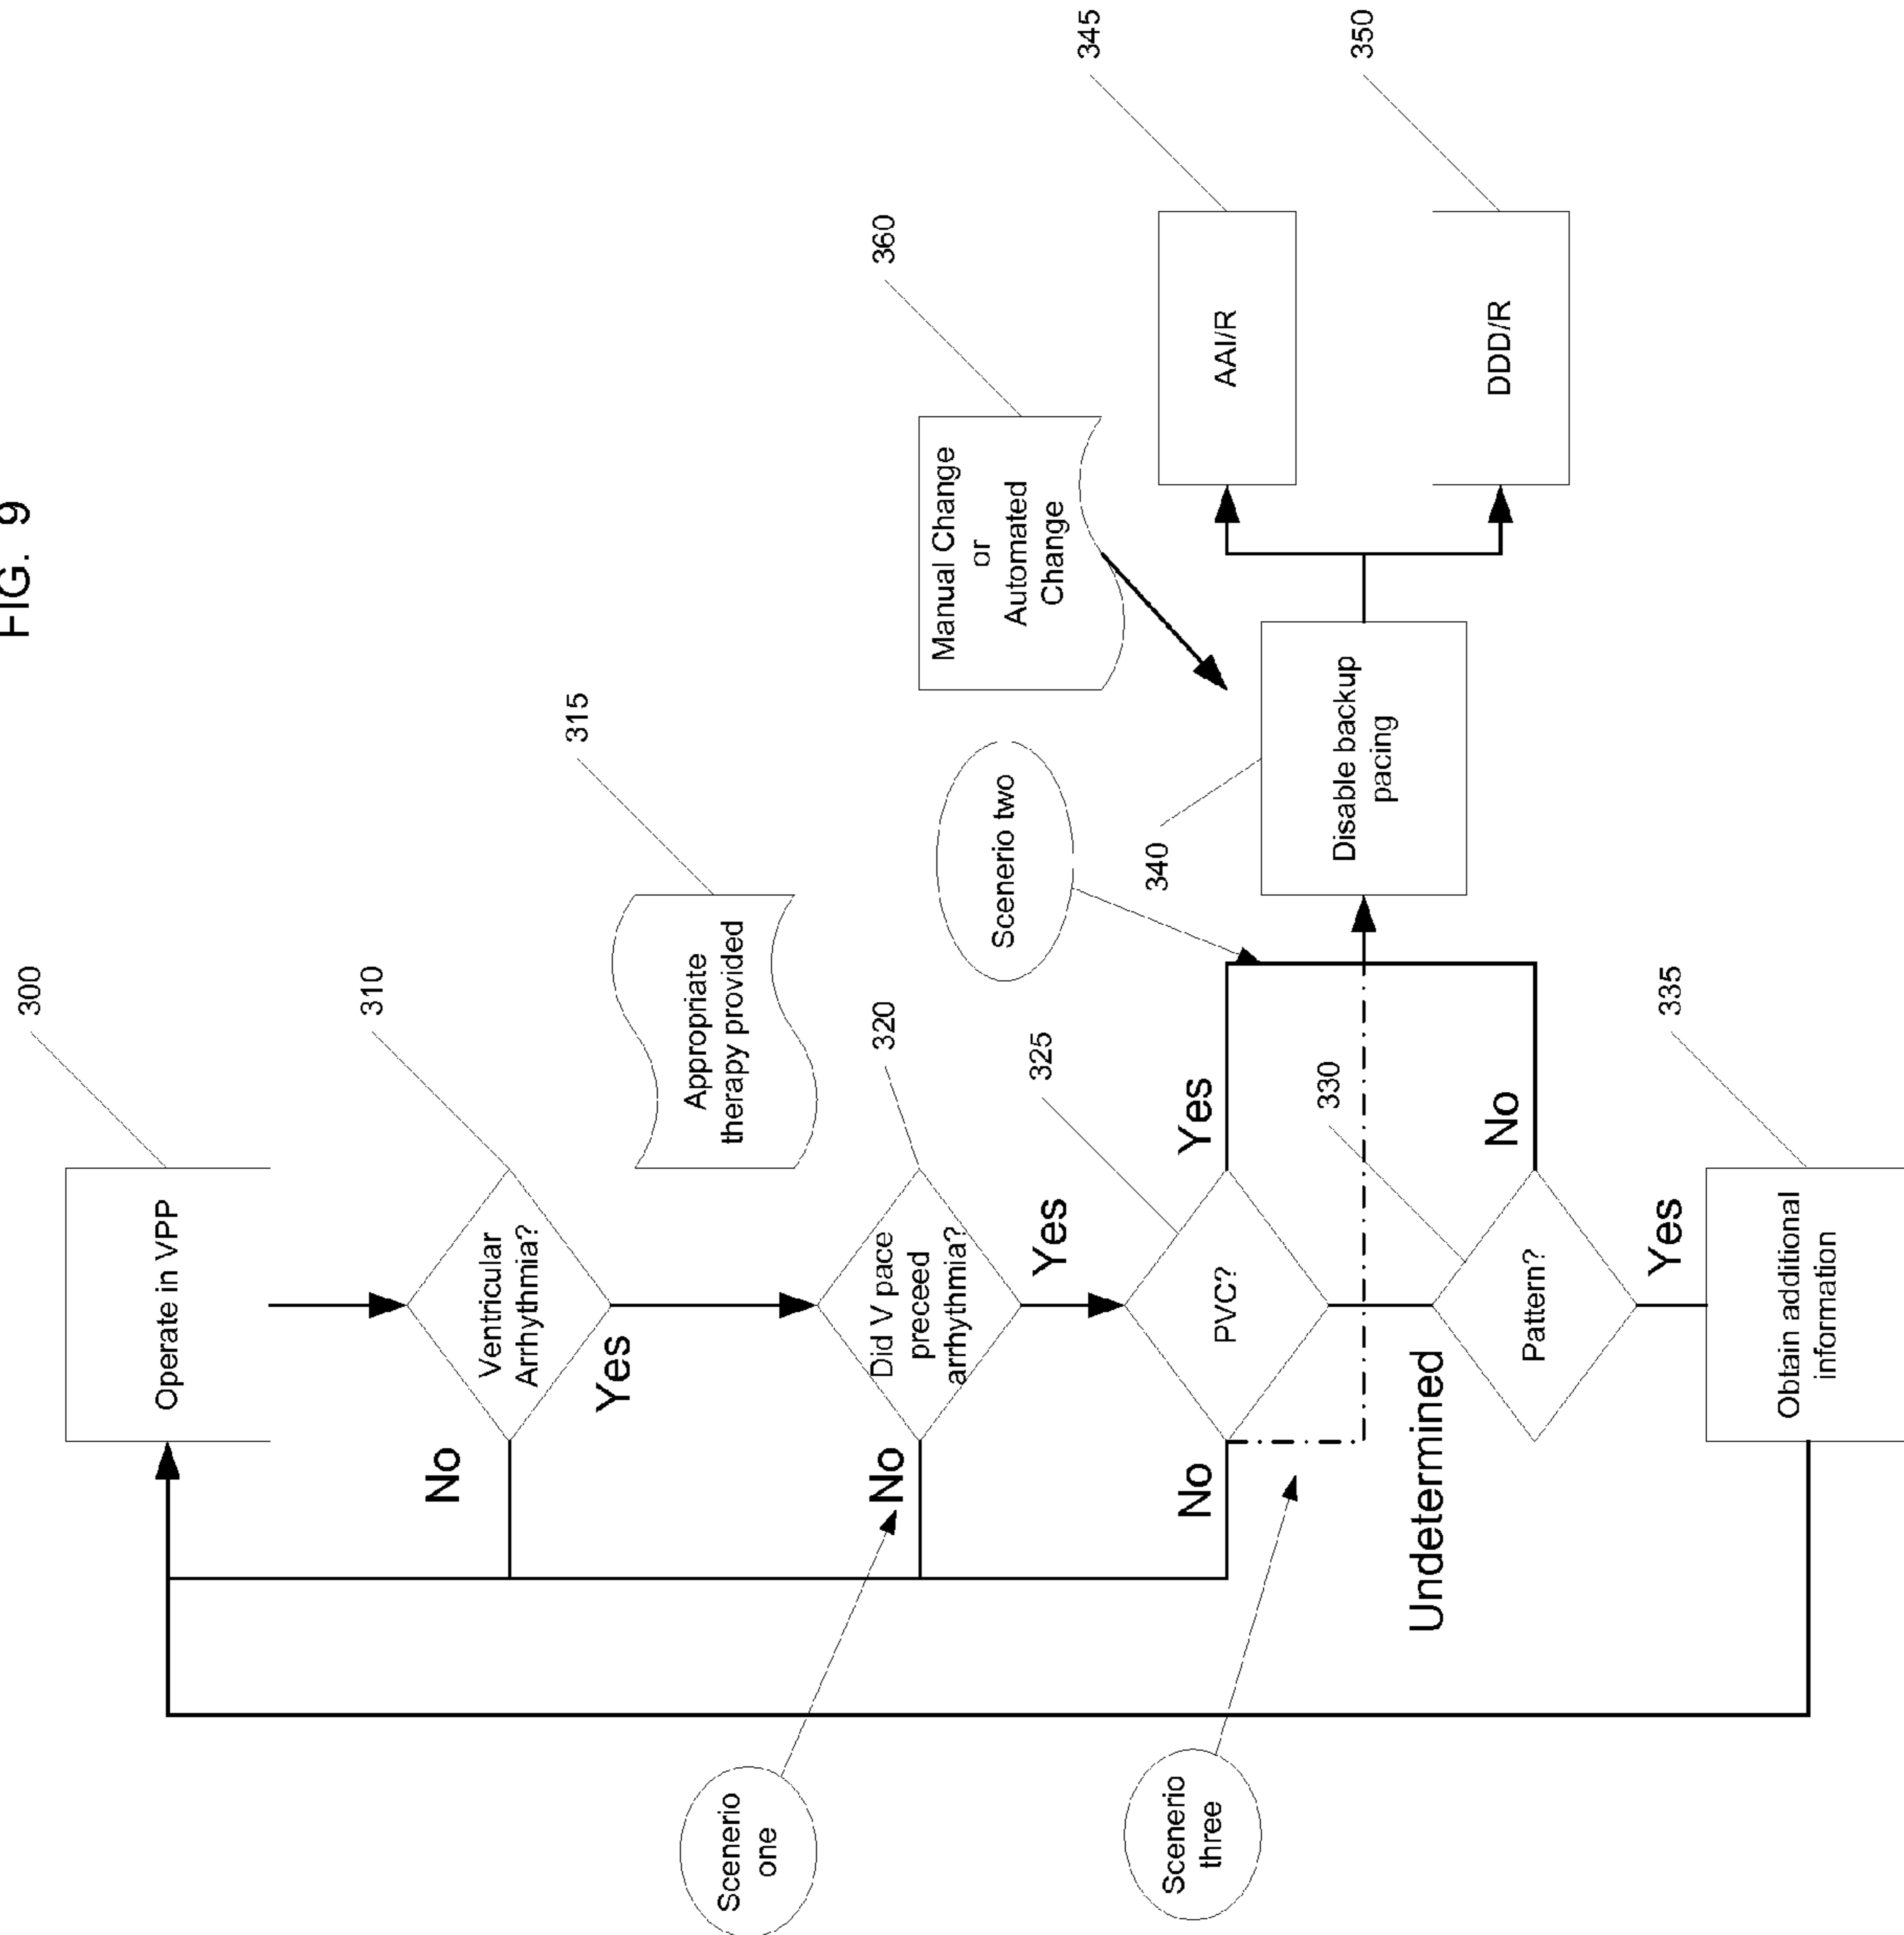 FIG. 9
300
Operate in VPP
310
Ventricular
Arrhythmia?
No
Yes
315
Appropriate
therapy provided
Scenerio
one
320
Did V pace
preceed
arrhythmia?
No
Yes
325
PVC?
No
Yes
Scenerio two
Scenerio
three
Undetermined
330
Pattern?
No
Yes
335
Obtain additional
information
340
Disable backup
pacing
360
Manual Change
or
Automated
Change
345
AAI/R
350
DDD/R